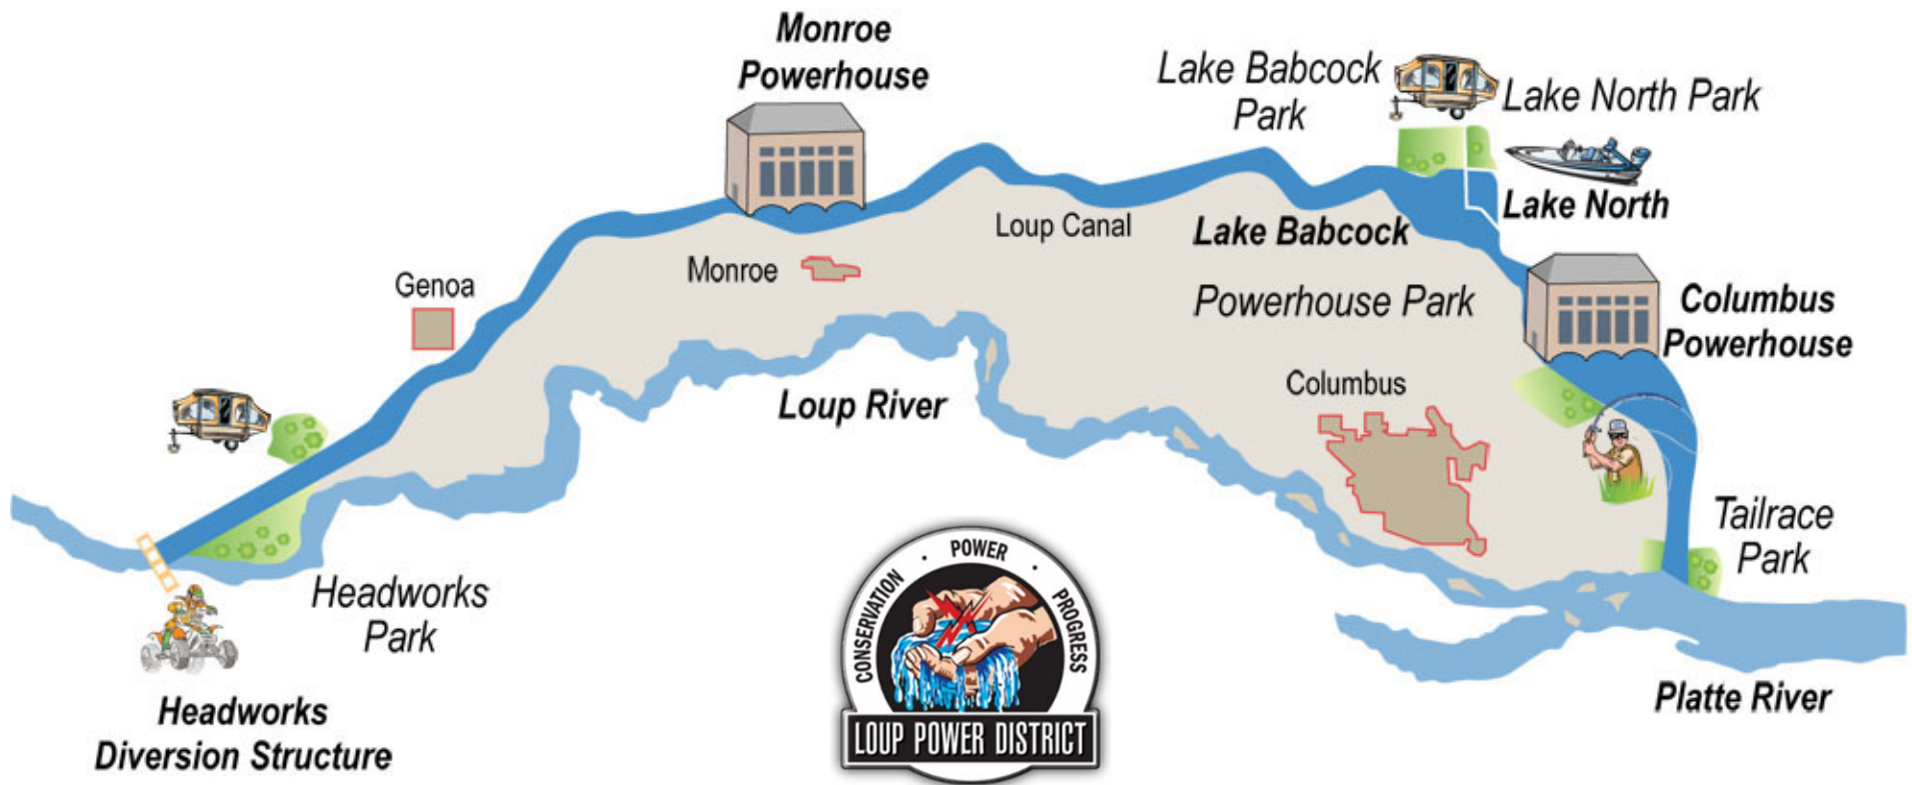 Monroe
Powerhouse
Lake Babcock
Park
Lake North Park
Lake North
Loup Canal
Lake Babcock
Monroe
Genoa
Powerhouse Park
Columbus
Powerhouse
Columbus
Loup River
Tailrace
Park
Headworks
Park
CONSERVATION · POWER · PROGRESS
LOUP POWER DISTRICT
Platte River
Headworks
Diversion Structure